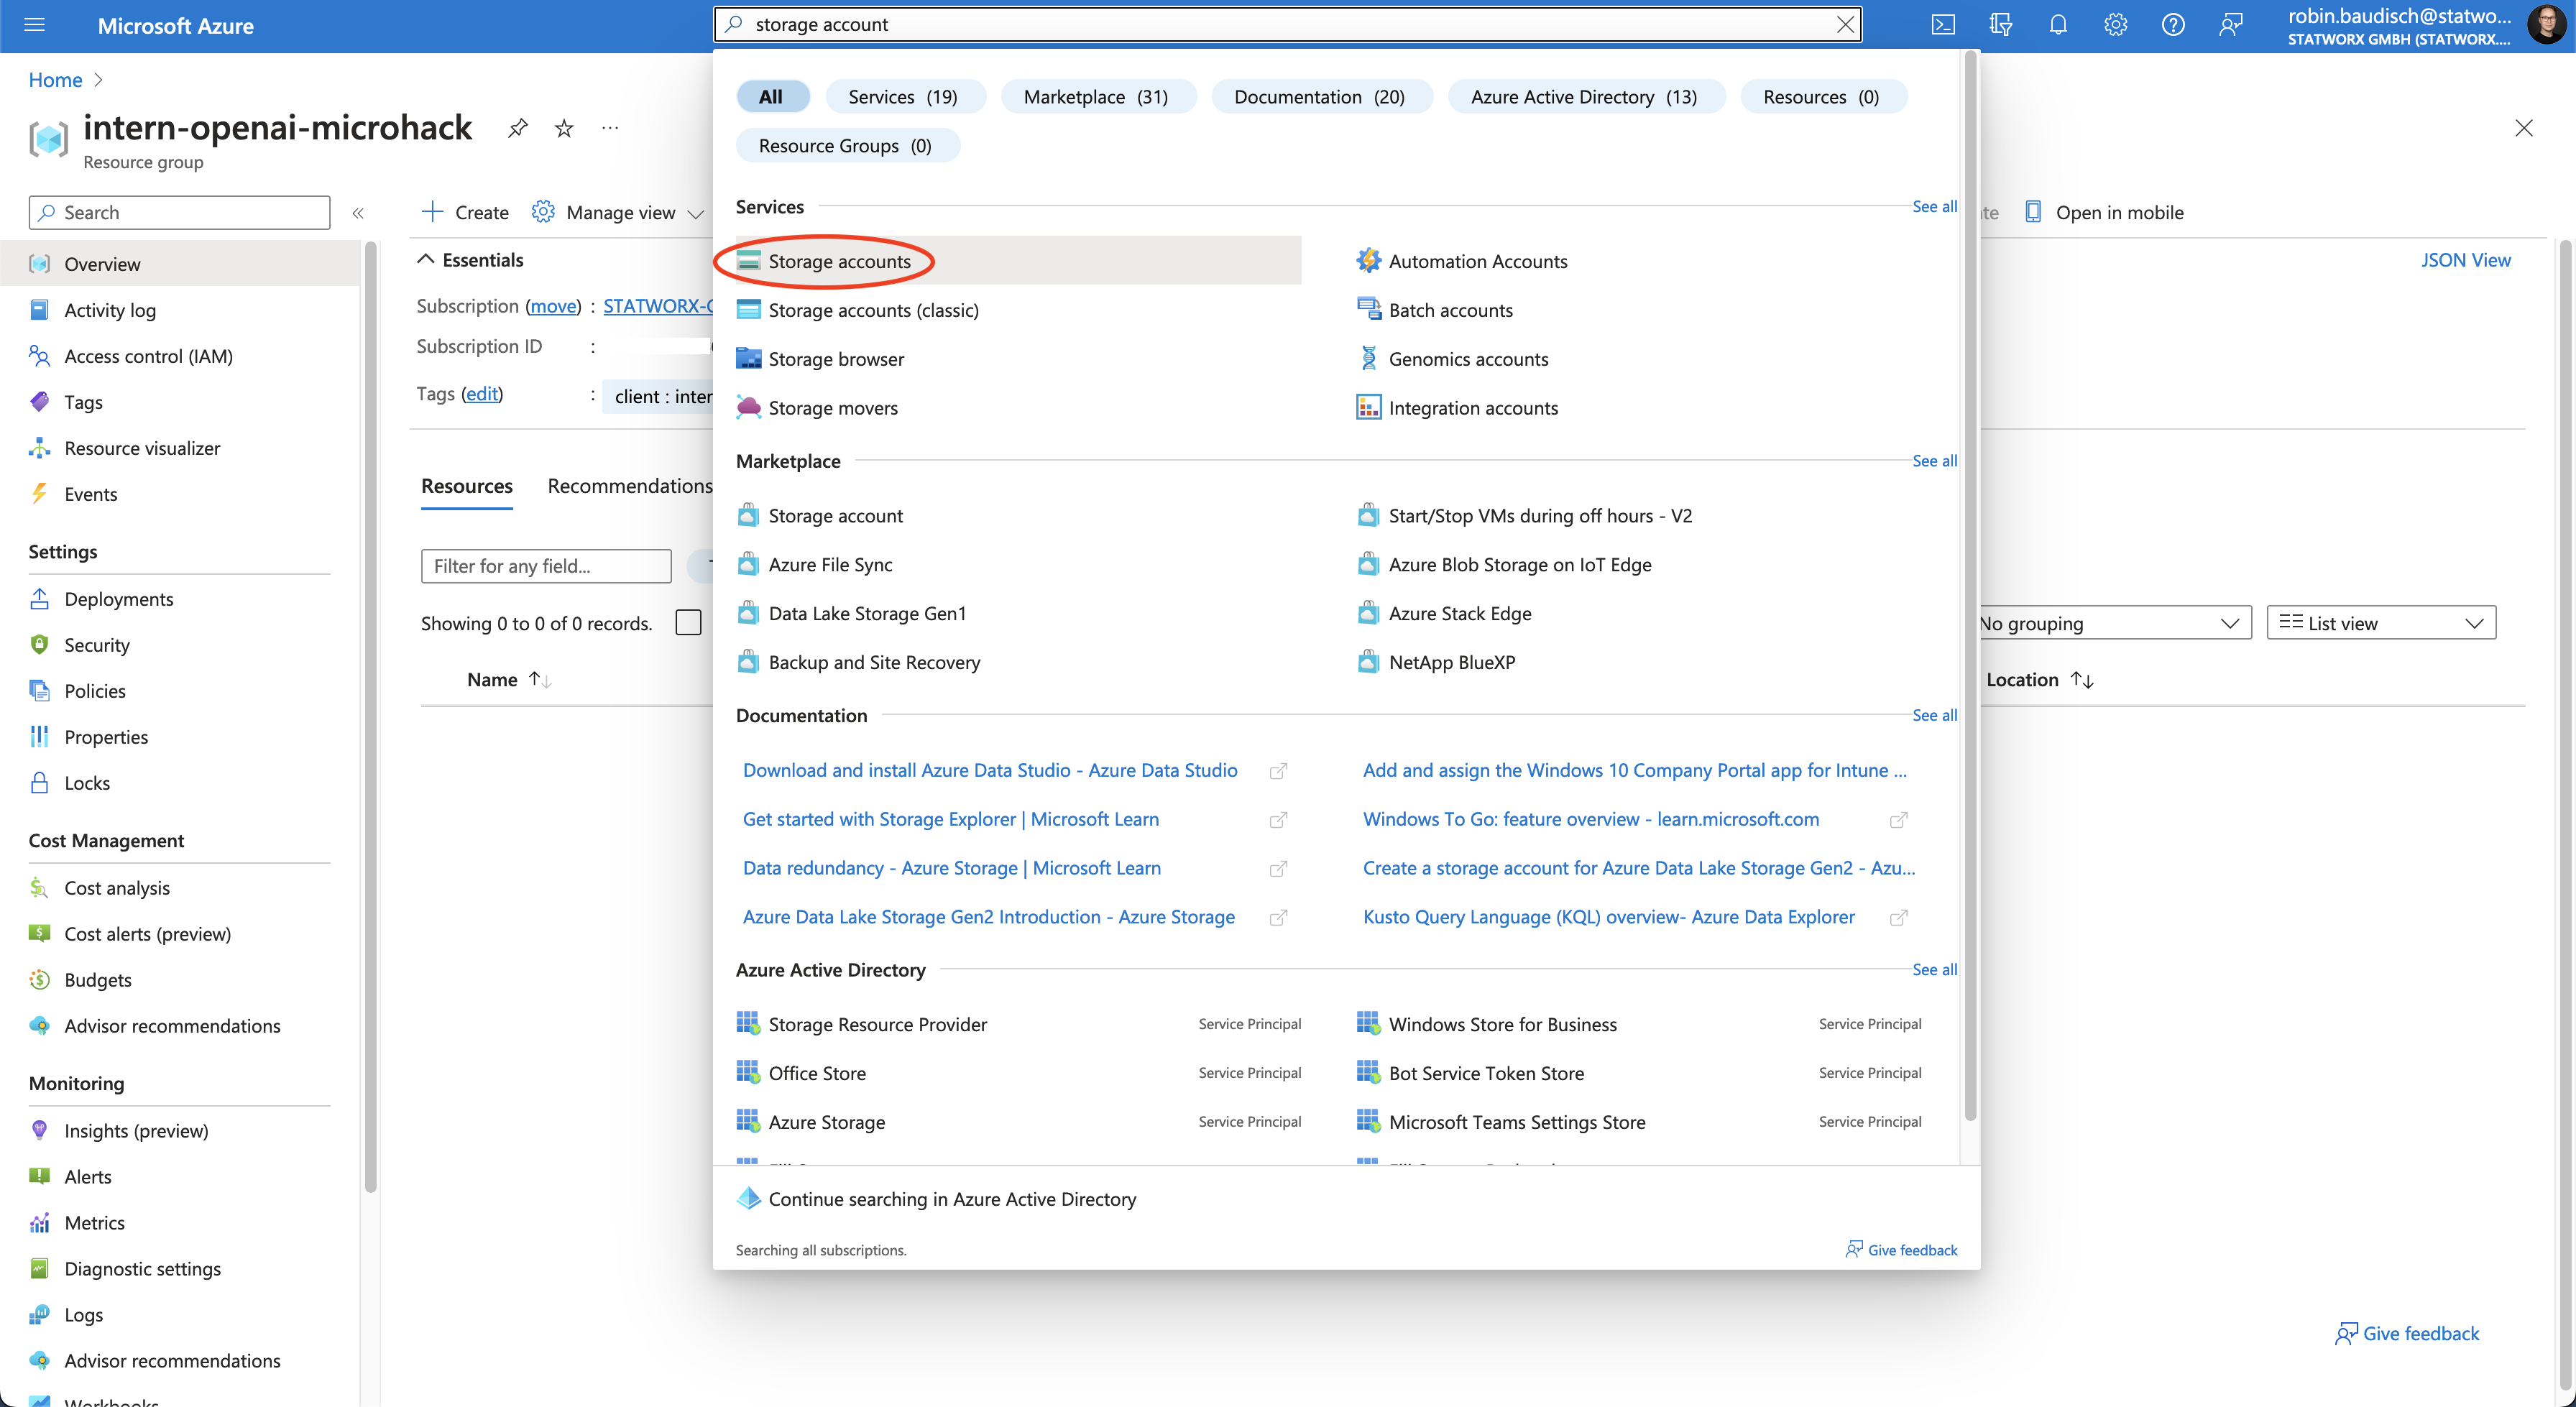 Microsoft Azure
storage account
robin.baudisch@statwo...
STATWORX GMBH (STATWORX....
Home
intern-openai-microhack
Resource group
Search
Overview
Activity log
Access control (IAM)
Tags
Resource visualizer
Events
Settings
Deployments
Security
Policies
Properties
Locks
Cost Management
Cost analysis
Cost alerts (preview)
Budgets
Advisor recommendations
Monitoring
Insights (preview)
Alerts
Metrics
Diagnostic settings
Logs
Advisor recommendations
Workbooks
Create
Manage view
Essentials
Subscription (move) : STATWORX-
Subscription ID :
Tags (edit) : client : inter
Resources Recommendations
Filter for any field...
Showing 0 to 0 of 0 records.
Name
All
Services (19)
Marketplace (31)
Documentation (20)
Azure Active Directory (13)
Resources (0)
Resource Groups (0)
Services See all
Storage accounts
Automation Accounts
Storage accounts (classic)
Batch accounts
Storage browser
Genomics accounts
Storage movers
Integration accounts
Marketplace See all
Storage account
Start/Stop VMs during off hours - V2
Azure File Sync
Azure Blob Storage on IoT Edge
Data Lake Storage Gen1
Azure Stack Edge
Backup and Site Recovery
NetApp BlueXP
Documentation See all
Download and install Azure Data Studio - Azure Data Studio
Add and assign the Windows 10 Company Portal app for Intune ...
Get started with Storage Explorer | Microsoft Learn
Windows To Go: feature overview - learn.microsoft.com
Data redundancy - Azure Storage | Microsoft Learn
Create a storage account for Azure Data Lake Storage Gen2 - Azu...
Azure Data Lake Storage Gen2 Introduction - Azure Storage
Kusto Query Language (KQL) overview- Azure Data Explorer
Azure Active Directory See all
Storage Resource Provider Service Principal
Windows Store for Business Service Principal
Office Store Service Principal
Bot Service Token Store Service Principal
Azure Storage Service Principal
Microsoft Teams Settings Store Service Principal
Continue searching in Azure Active Directory
Searching all subscriptions.
Give feedback
te
Open in mobile
JSON View
No grouping
List view
Location
Give feedback